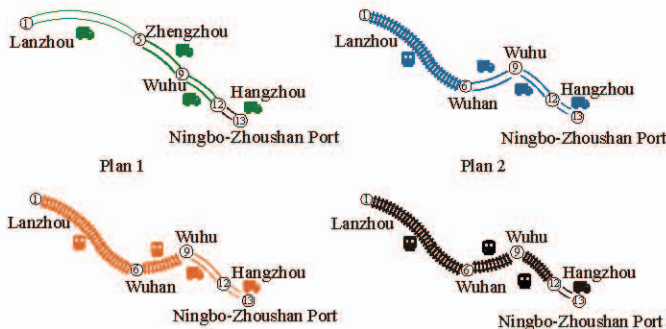 ①
Lanzhou
⑤
Zhengzhou
⑨
Wuhu
⑫
Hangzhou
⑬
Ningbo-Zhoushan Port
Plan 1
①
Lanzhou
⑥
Wuhan
⑨
Wuhu
⑫
Hangzhou
⑬
Ningbo-Zhoushan Port
Plan 2
①
Lanzhou
⑥
Wuhan
⑨
Wuhu
⑫
Hangzhou
⑬
Ningbo-Zhoushan Port
①
Lanzhou
⑥
Wuhan
⑨
Wuhu
⑫
Hangzhou
⑬
Ningbo-Zhoushan Port